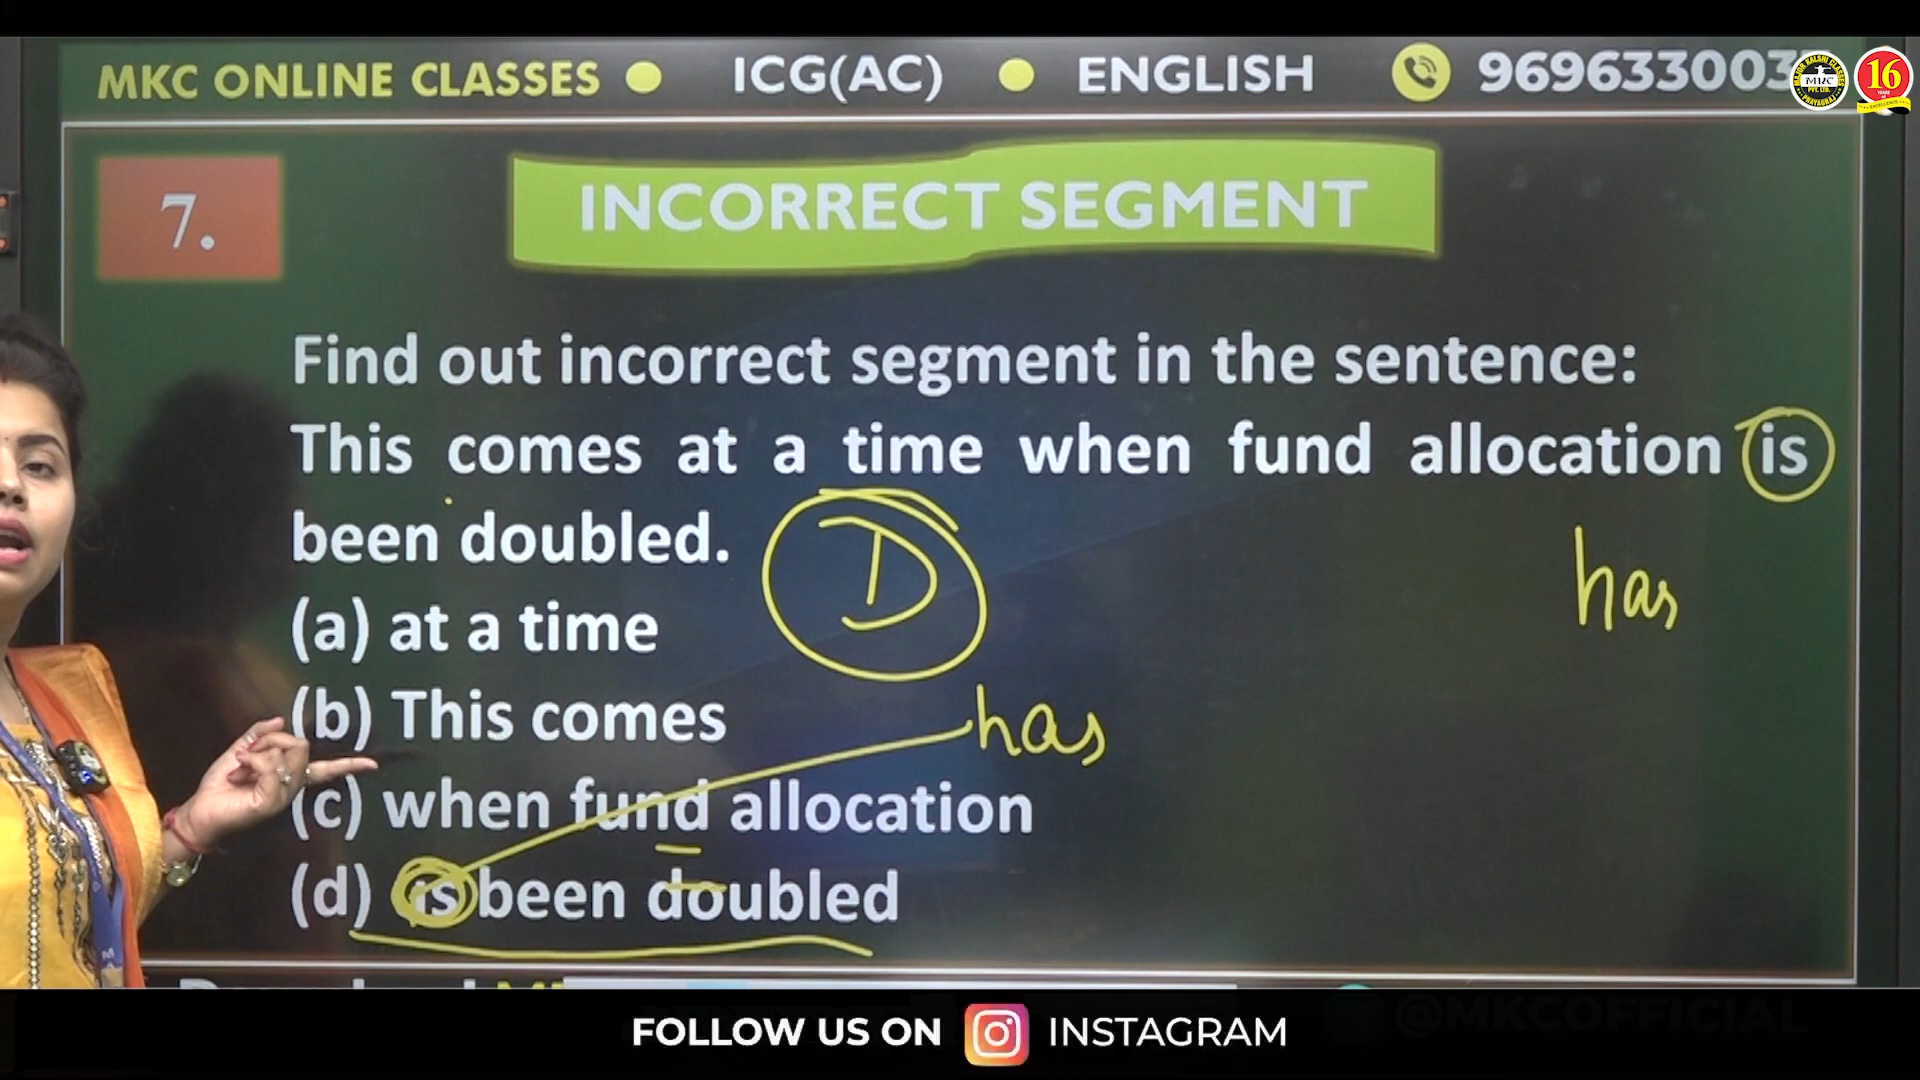 MKC ONLINE CLASSES ● ICG(AC) ● ENGLISH 969633003
MKC
16
7.
INCORRECT SEGMENT
Find out incorrect segment in the sentence:
This comes at a time when fund allocation is
been doubled.
D
has
(a) at a time
(b) This comes
has
(c) when fund allocation
(d) is been doubled
FOLLOW US ON INSTAGRAM
@MKCOFFICIAL